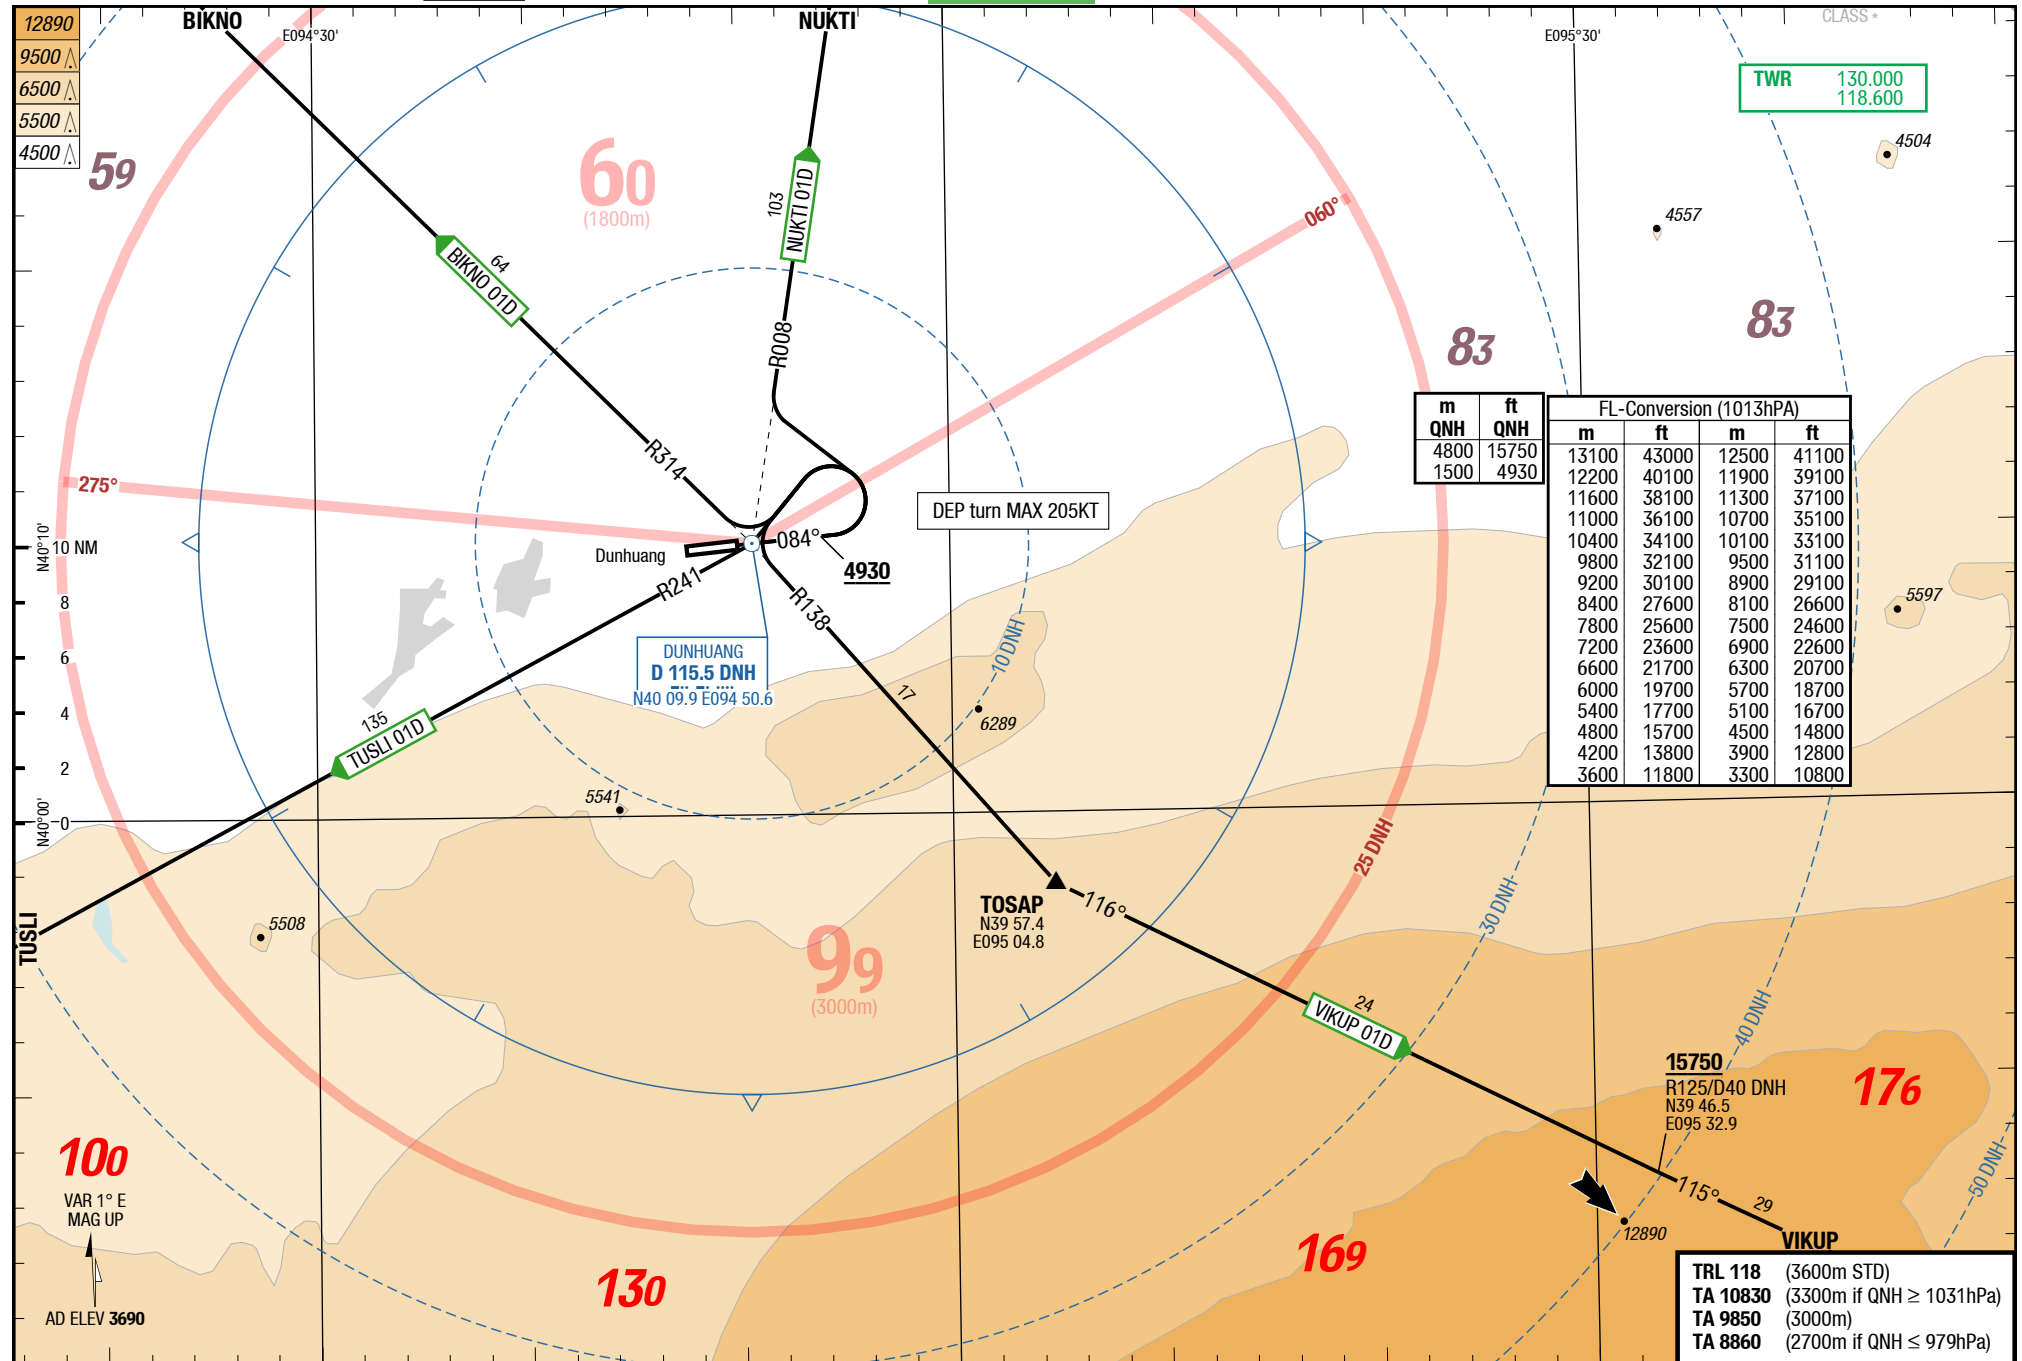 12890
9500
6500
5500
4500
BIKNO
E094°30'
NUKTI
CLASS *
E095°30'
TWR 130.000
118.600
4504
4557
59
60
(1800m)
103
NUKTI 01D
060°
64
BIKNO 01D
83
83
R008
R314
275°
m ft
QNH QNH
4800 15750
1500 4930
FL-Conversion (1013hPA)
m ft m ft
13100 43000 12500 41100
12200 40100 11900 39100
11600 38100 11300 37100
11000 36100 10700 35100
10400 34100 10100 33100
9800 32100 9500 31100
9200 30100 8900 29100
8400 27600 8100 26600
7800 25600 7500 24600
7200 23600 6900 22600
6600 21700 6300 20700
6000 19700 5700 18700
5400 17700 5100 16700
4800 15700 4500 14800
4200 13800 3900 12800
3600 11800 3300 10800
DEP turn MAX 205KT
N40°10'
10 NM
8
6
4
2
0
N40°00'
Dunhuang
084°
4930
R241
R138
5597
DUNHUANG
D 115.5 DNH
N40 09.9 E094 50.6
10 DNH
17
6289
135
TUSLI 01D
5541
25 DNH
TOSAP
N39 57.4
E095 04.8
116°
30 DNH
TUSLI
5508
99
(3000m)
24
VIKUP 01D
40 DNH
15750
R125/D40 DNH
N39 46.5
E095 32.9
176
100
VAR 1° E
MAG UP
AD ELEV 3690
130
169
12890
115°
29
VIKUP
50 DNH
TRL 118 (3600m STD)
TA 10830 (3300m if QNH ≥ 1031hPa)
TA 9850 (3000m)
TA 8860 (2700m if QNH ≤ 979hPa)